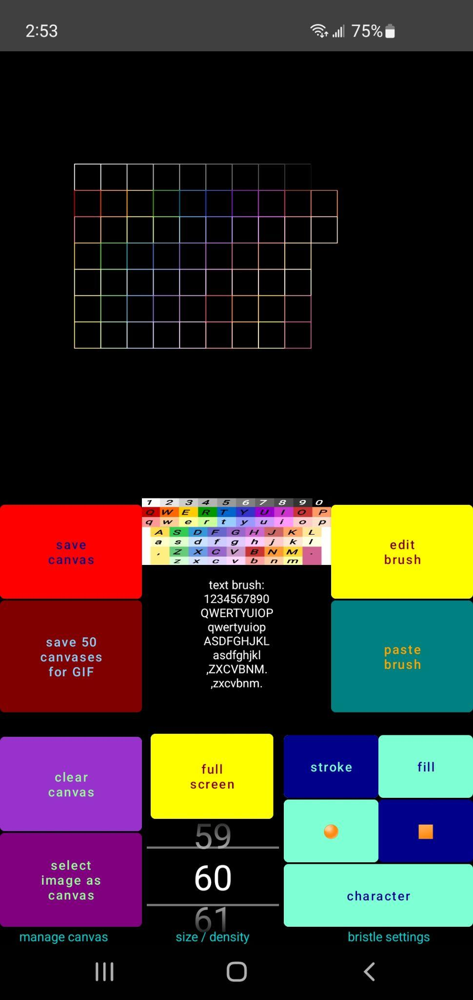 2:53 75%
1 2 3 4 5 6 7 8 9 0
Q W E R T Y U I O P
q w e r t y u i o p
A S D F G H J K L
a s d f g h j k l
, Z X C V B N M .
z x c v b n m
save
canvas
edit
brush
text brush:
1234567890
QWERTYUIOP
qwertyuiop
ASDFGHJKL
asdfghjkl
,ZXCVBNM.
,zxcvbnm.
save 50
canvases
for GIF
paste
brush
clear
canvas
full
screen
stroke
fill
59
60
61
select
image as
canvas
character
manage canvas
size / density
bristle settings